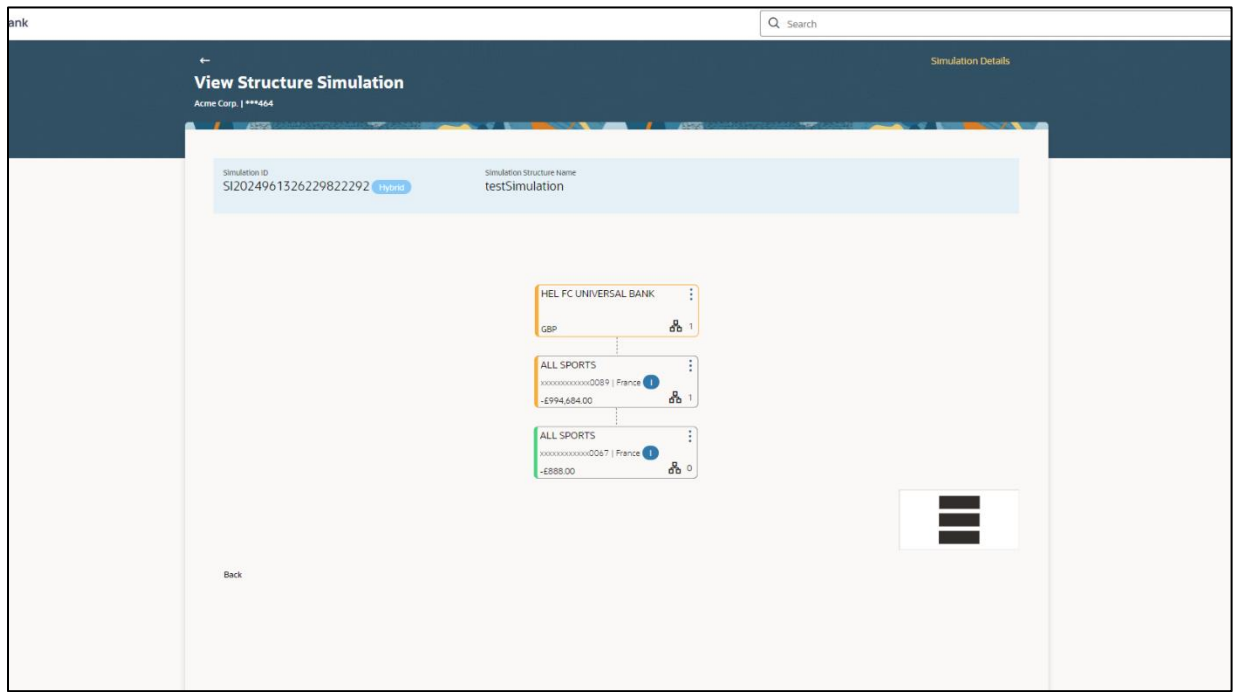 ank
Search
←
Simulation Details
View Structure Simulation
Acme Corp. | ***464
Simulation ID
Simulation Structure Name
SI2024961326229822292 Hybrid
testSimulation
HEL FC UNIVERSAL BANK
GBP
1
ALL SPORTS
xxxxxxxxxxxx0089 | France I
-£994,684.00
1
ALL SPORTS
xxxxxxxxxxxx0067 | France I
-£888.00
0
Back